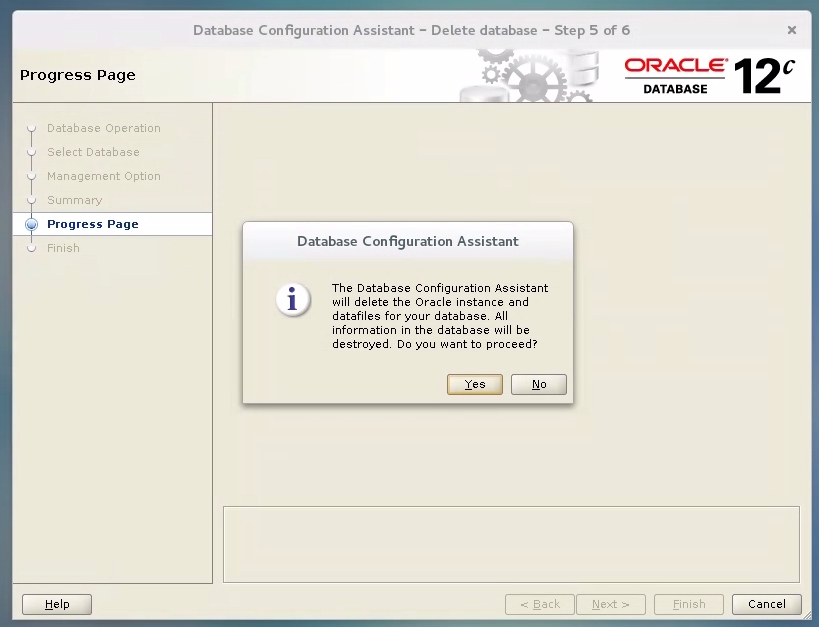 Database Configuration Assistant – Delete database – Step 5 of 6
×
Progress Page
ORACLE®
DATABASE
12c
Database Operation
Select Database
Management Option
Summary
Progress Page
Finish
Database Configuration Assistant
i
The Database Configuration Assistant
will delete the Oracle instance and
datafiles for your database. All
information in the database will be
destroyed. Do you want to proceed?
Yes
No
Help
< Back
Next >
Finish
Cancel